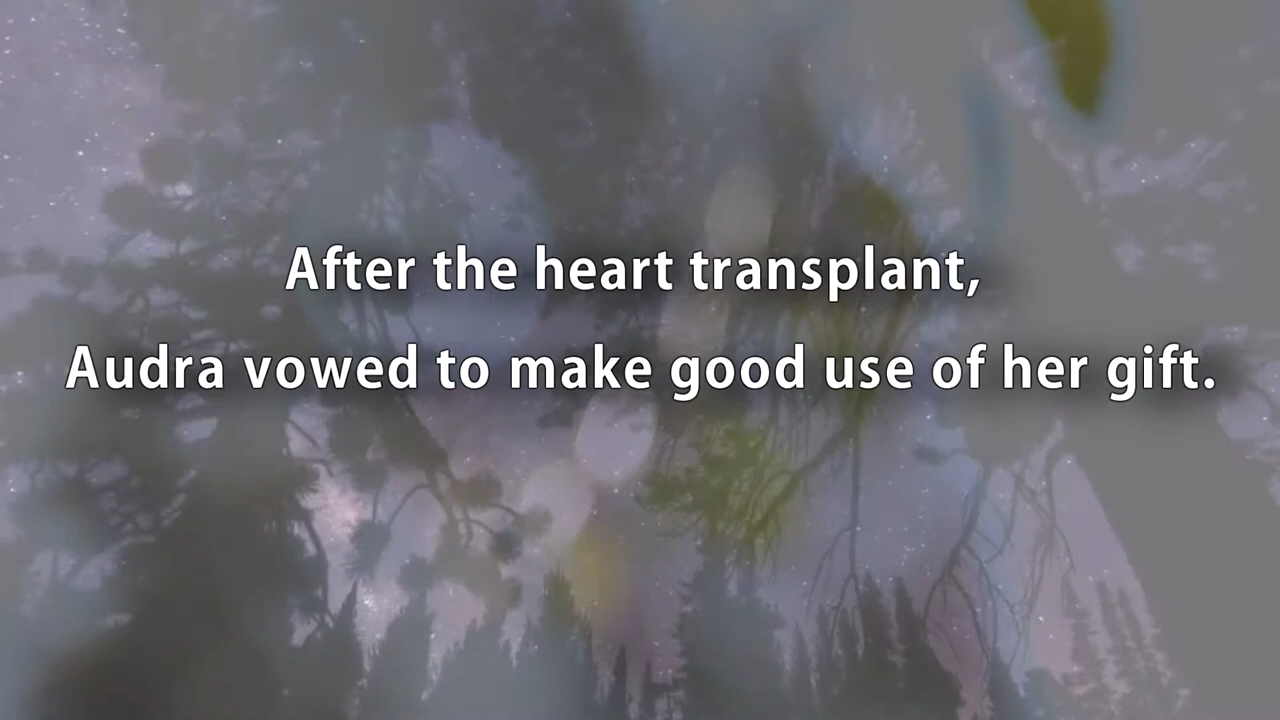 After the heart transplant,
Audra vowed to make good use of her gift.